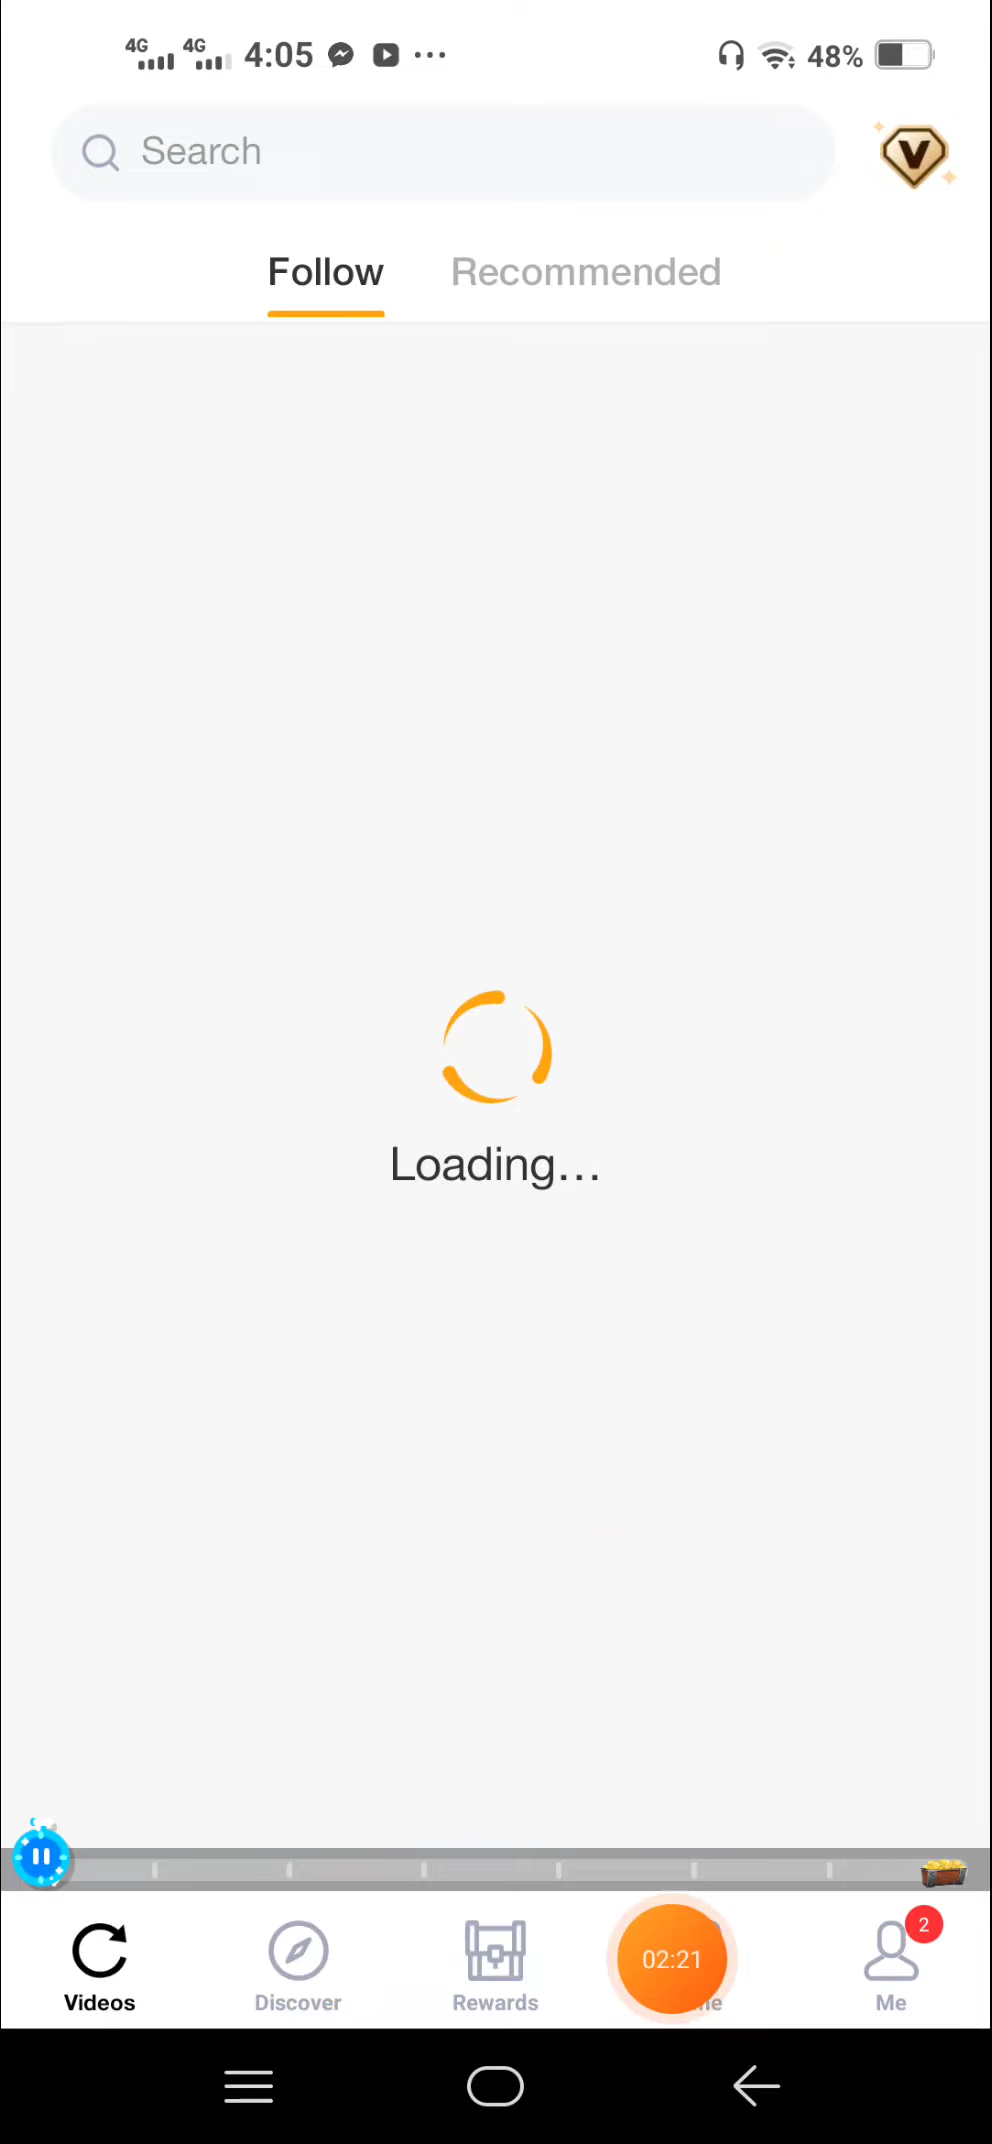 4G 4G 4:05 48%
Search
V
Follow Recommended
Loading...
2
02:21
Videos Discover Rewards Me